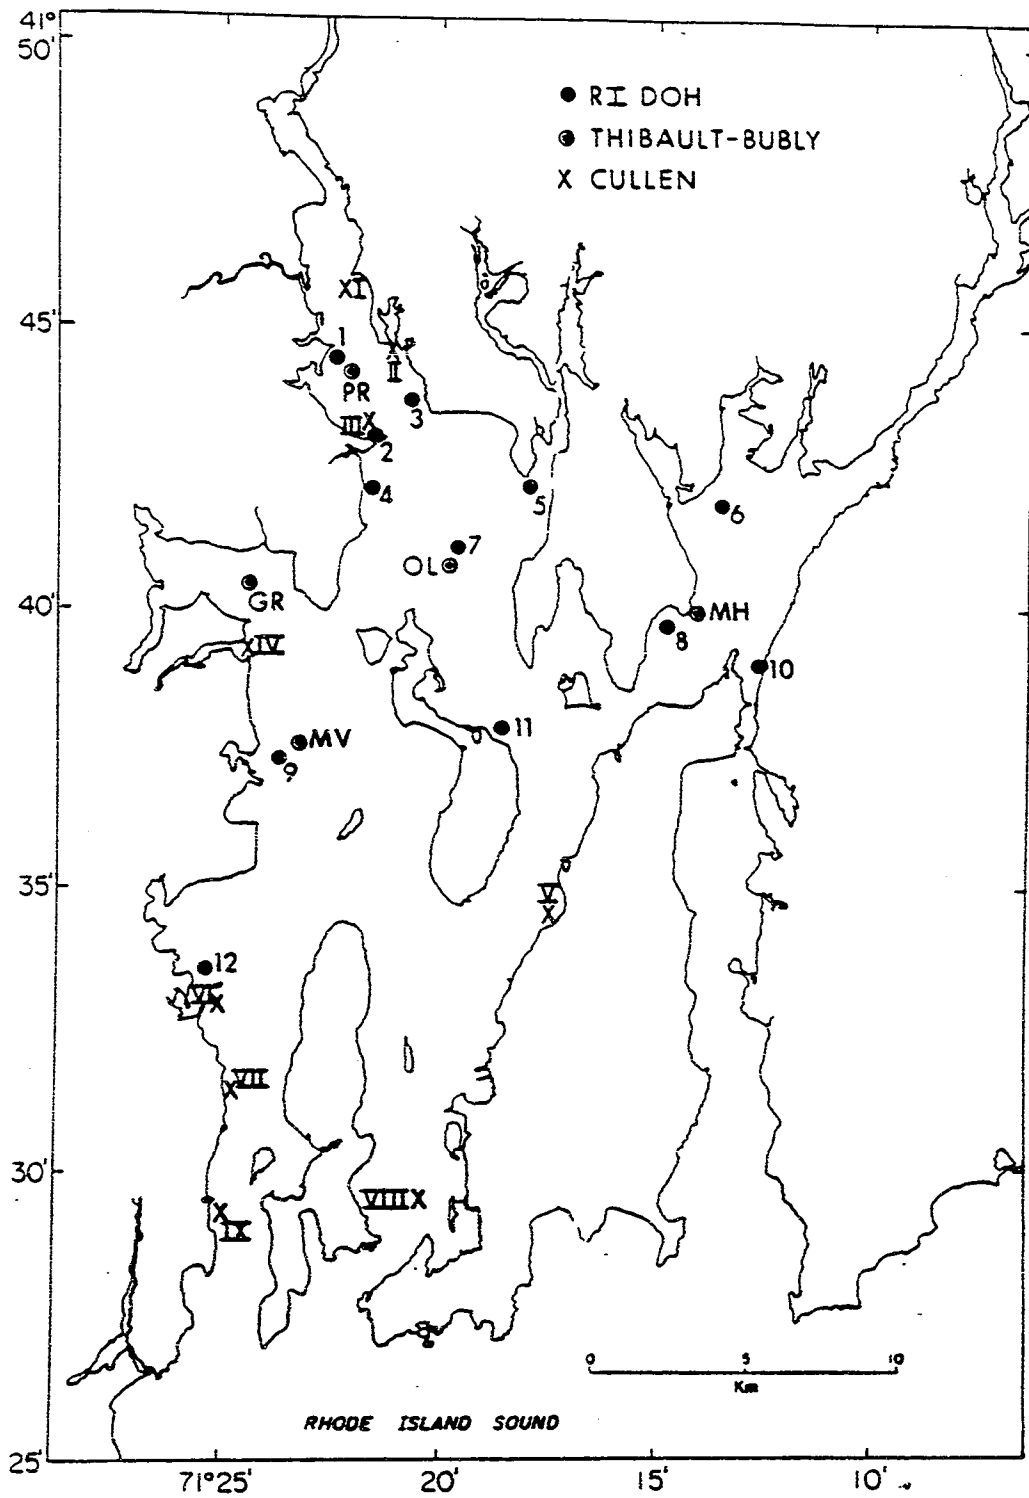 41°
50'
● RI DOH
THIBAULT-BUBLY
X CULLEN
XI
45'
1
II
PR
3
III X
2
4
5
6
7
OL
GR
40'
MH
8
XIV
10
11
MV
9
35'
V
X
12
VI
X
VII
X
30'
VIII X
X
IX
0 5 10
Km
RHODE ISLAND SOUND
25'
71°25' 20' 15' 10'